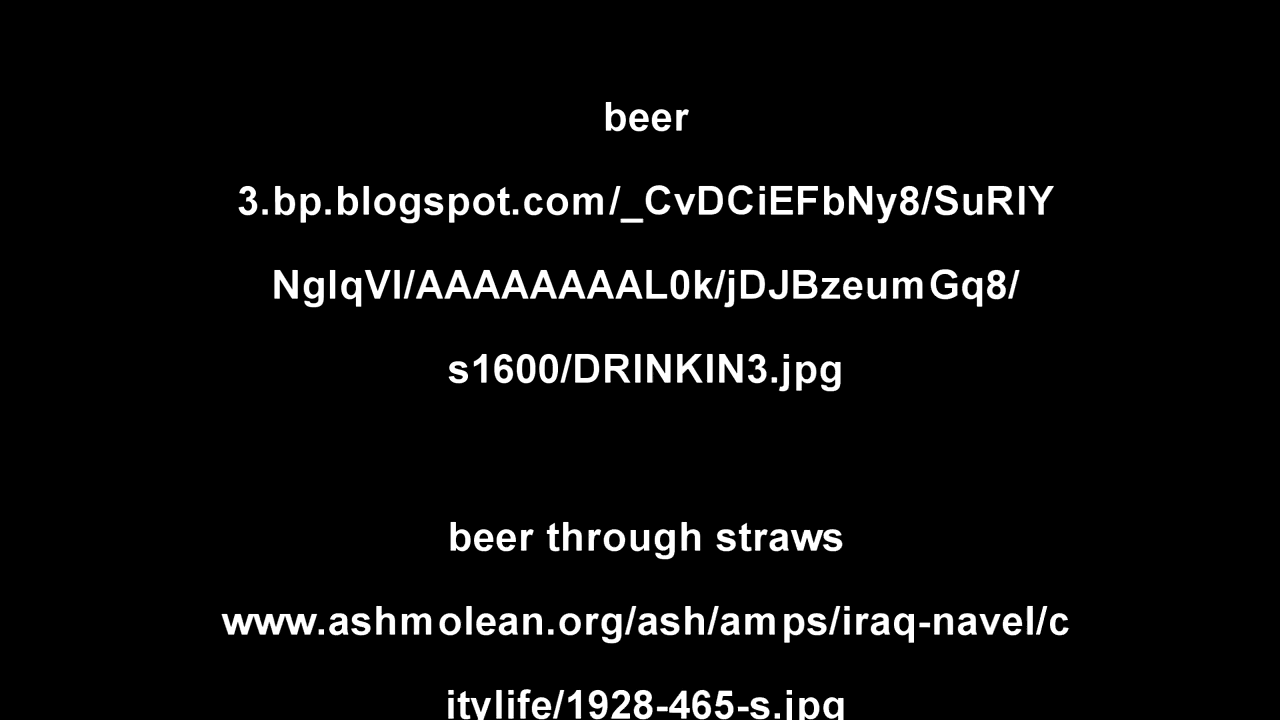 beer
3.bp.blogspot.com/_CvDCiEFbNy8/SuRlY
NglqVI/AAAAAAAAL0k/jDJBzeumGq8/
s1600/DRINKIN3.jpg
beer through straws
www.ashmolean.org/ash/amps/iraq-navel/c
itylife/1928-465-s.jpg